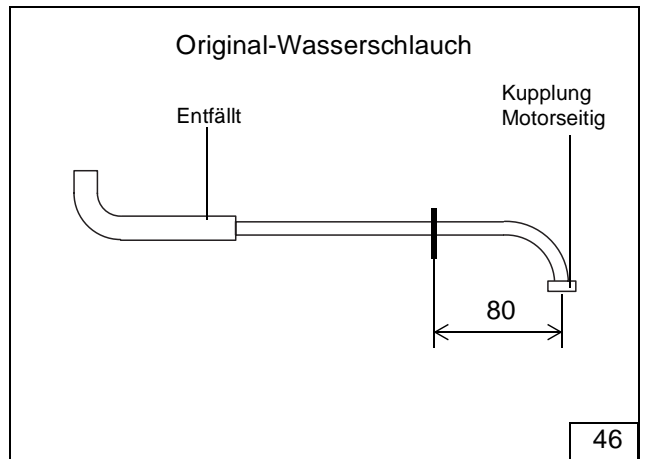 Original-Wasserschlauch
Entfällt
Kupplung
Motorseitig
80
46